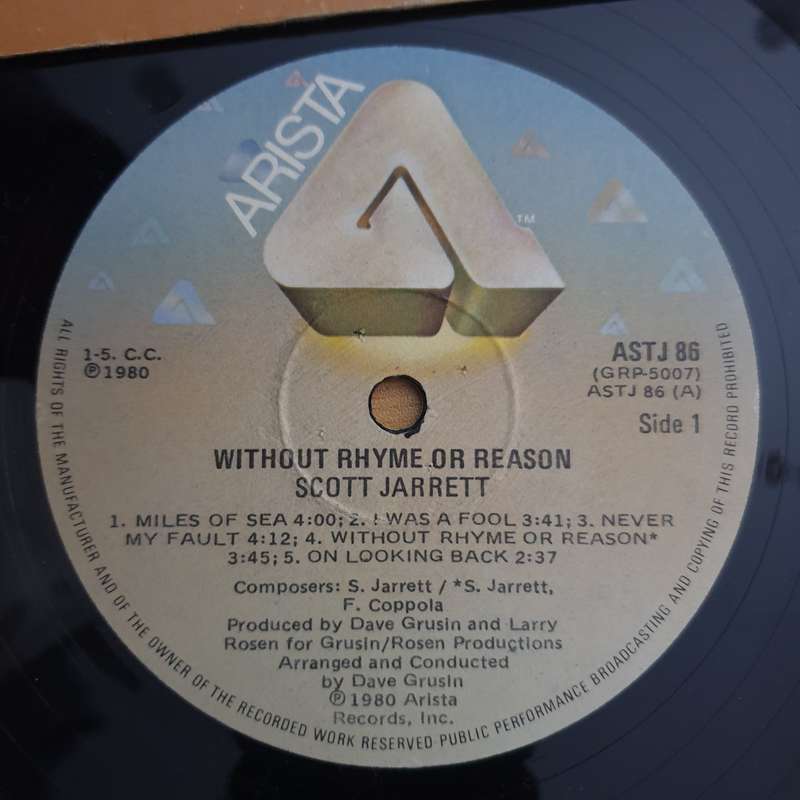 ARISTA
TM
1-5. C.C.
℗1980
ASTJ 86
(GRP-5007)
ASTJ 86 (A)
Side 1
WITHOUT RHYME OR REASON
SCOTT JARRETT
1. MILES OF SEA 4:00; 2. I WAS A FOOL 3:41; 3. NEVER
MY FAULT 4:12; 4. WITHOUT RHYME OR REASON*
3:45; 5. ON LOOKING BACK 2:37
Composers: S. Jarrett / *S. Jarrett,
F. Coppola
Produced by Dave Grusin and Larry
Rosen for Grusin/Rosen Productions
Arranged and Conducted
by Dave Grusin
℗1980 Arista
Records, Inc.
ALL RIGHTS OF THE MANUFACTURER AND OF THE OWNER OF THE RECORDED WORK RESERVED PUBLIC PERFORMANCE BROADCASTING AND COPYING OF THIS RECORD PROHIBITED